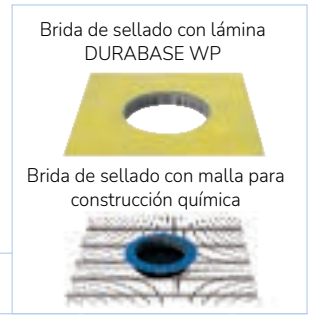 Brida de sellado con lámina
DURABASE WP
Brida de sellado con malla para
construcción química